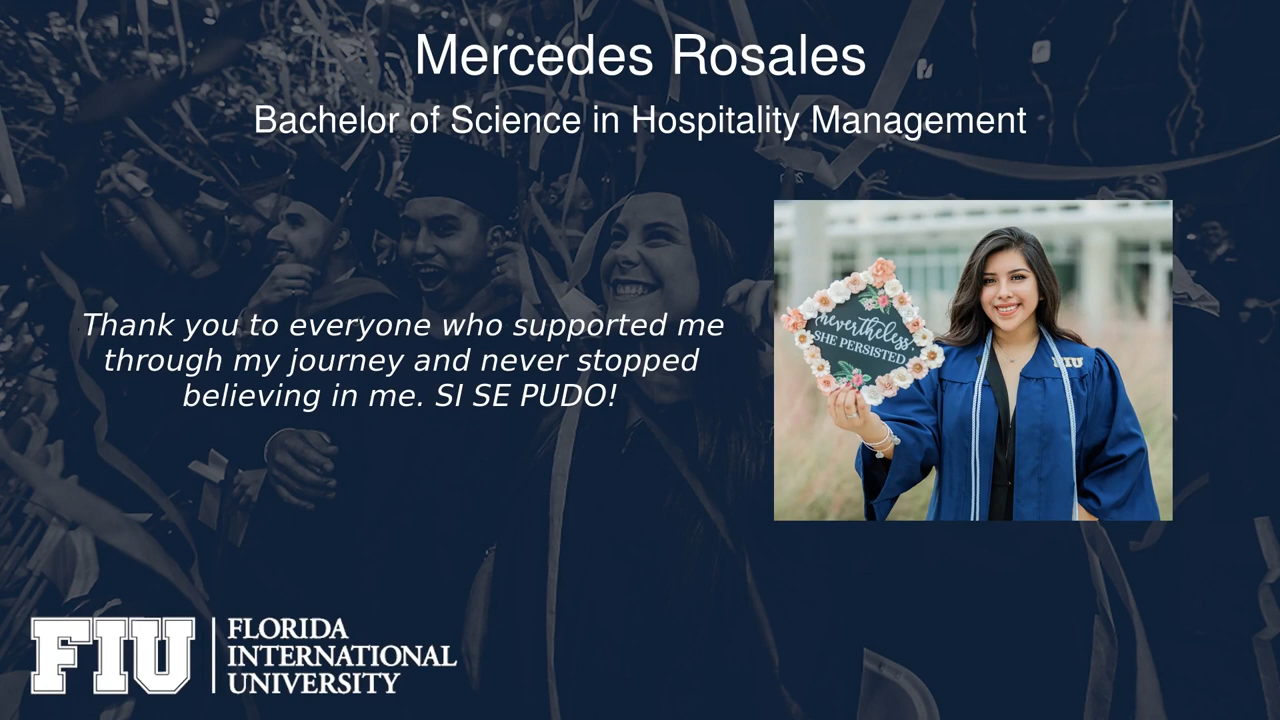 Mercedes Rosales
Bachelor of Science in Hospitality Management
Thank you to everyone who supported me
through my journey and never stopped
believing in me. SI SE PUDO!
nevertheless,
SHE PERSISTED
FIU
FIU
FLORIDA
INTERNATIONAL
UNIVERSITY